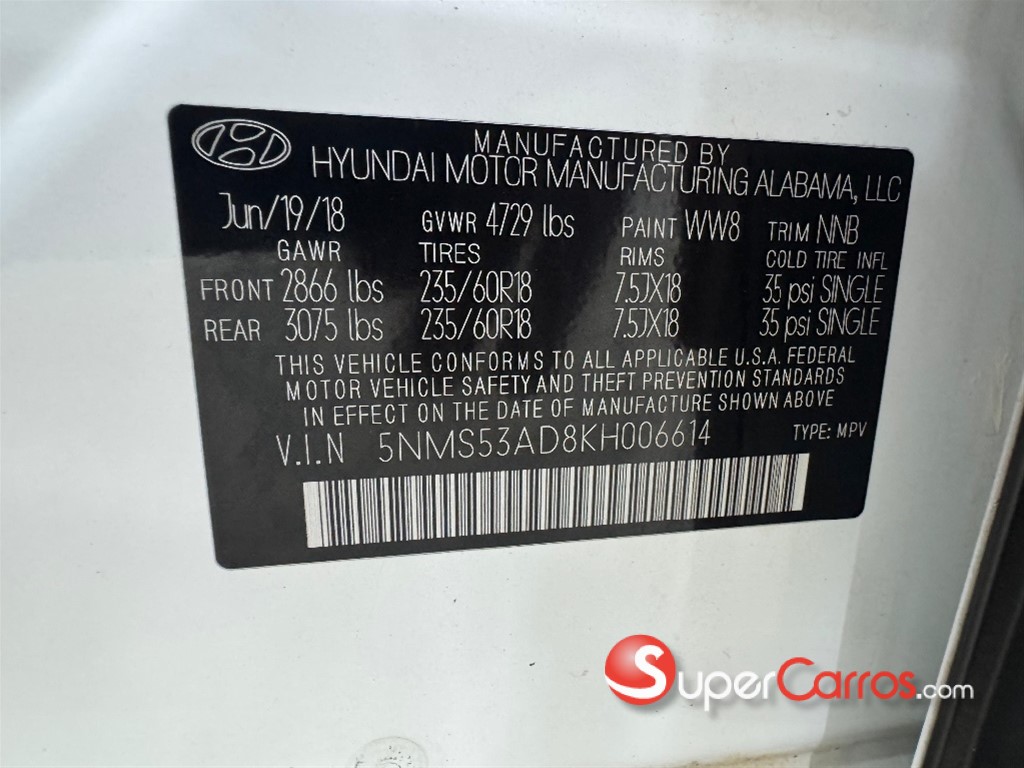 MANUFACTURED BY
HYUNDAI MOTOR MANUFACTURING ALABAMA, LLC
Jun/19/18 GVWR 4729 lbs PAINT WW8 TRIM NNB
GAWR TIRES RIMS COLD TIRE INFL
FRONT 2866 lbs 235/60R18 7.5JX18 35 psi SINGLE
REAR 3075 lbs 235/60R18 7.5JX18 35 psi SINGLE
THIS VEHICLE CONFORMS TO ALL APPLICABLE U.S.A. FEDERAL
MOTOR VEHICLE SAFETY AND THEFT PREVENTION STANDARDS
IN EFFECT ON THE DATE OF MANUFACTURE SHOWN ABOVE
V.I.N 5NMS53AD8KH006614 TYPE: MPV
SuperCarros.com